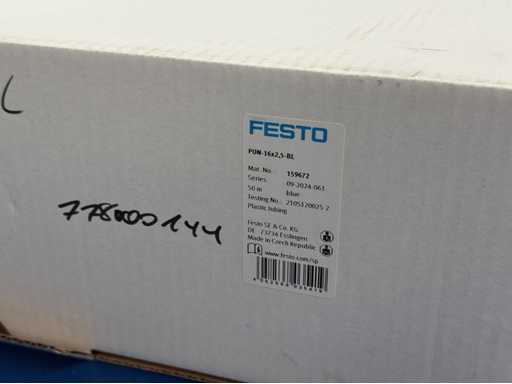 L
FESTO
PUN-16x2,5-BL
Mat. No.: 159672
Series: 09-2024-061
50 m blue
Testing No.: 2105120025 2
Plastic tubing
Festo SE & Co. KG
DE - 73734 Esslingen
Made in Czech Republic
www.festo.com/sp
778000144